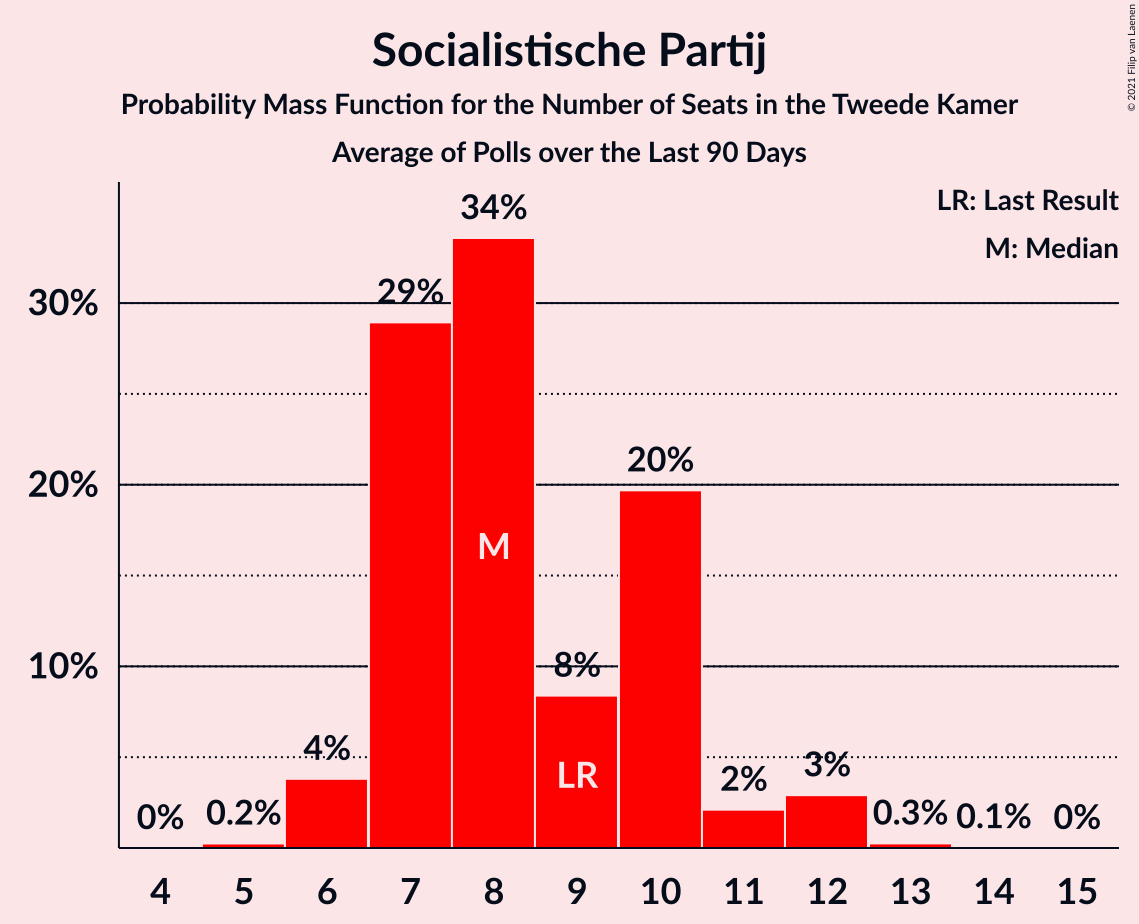 Socialistische Partij
Probability Mass Function for the Number of Seats in the Tweede Kamer
Average of Polls over the Last 90 Days
© 2021 Filip van Laenen
LR: Last Result
M: Median
34%
29%
30%
20%
20%
M
10%
8%
4%
LR
2%
3%
0%
0.2%
0.3%
0.1%
0%
4 5 6 7 8 9 10 11 12 13 14 15